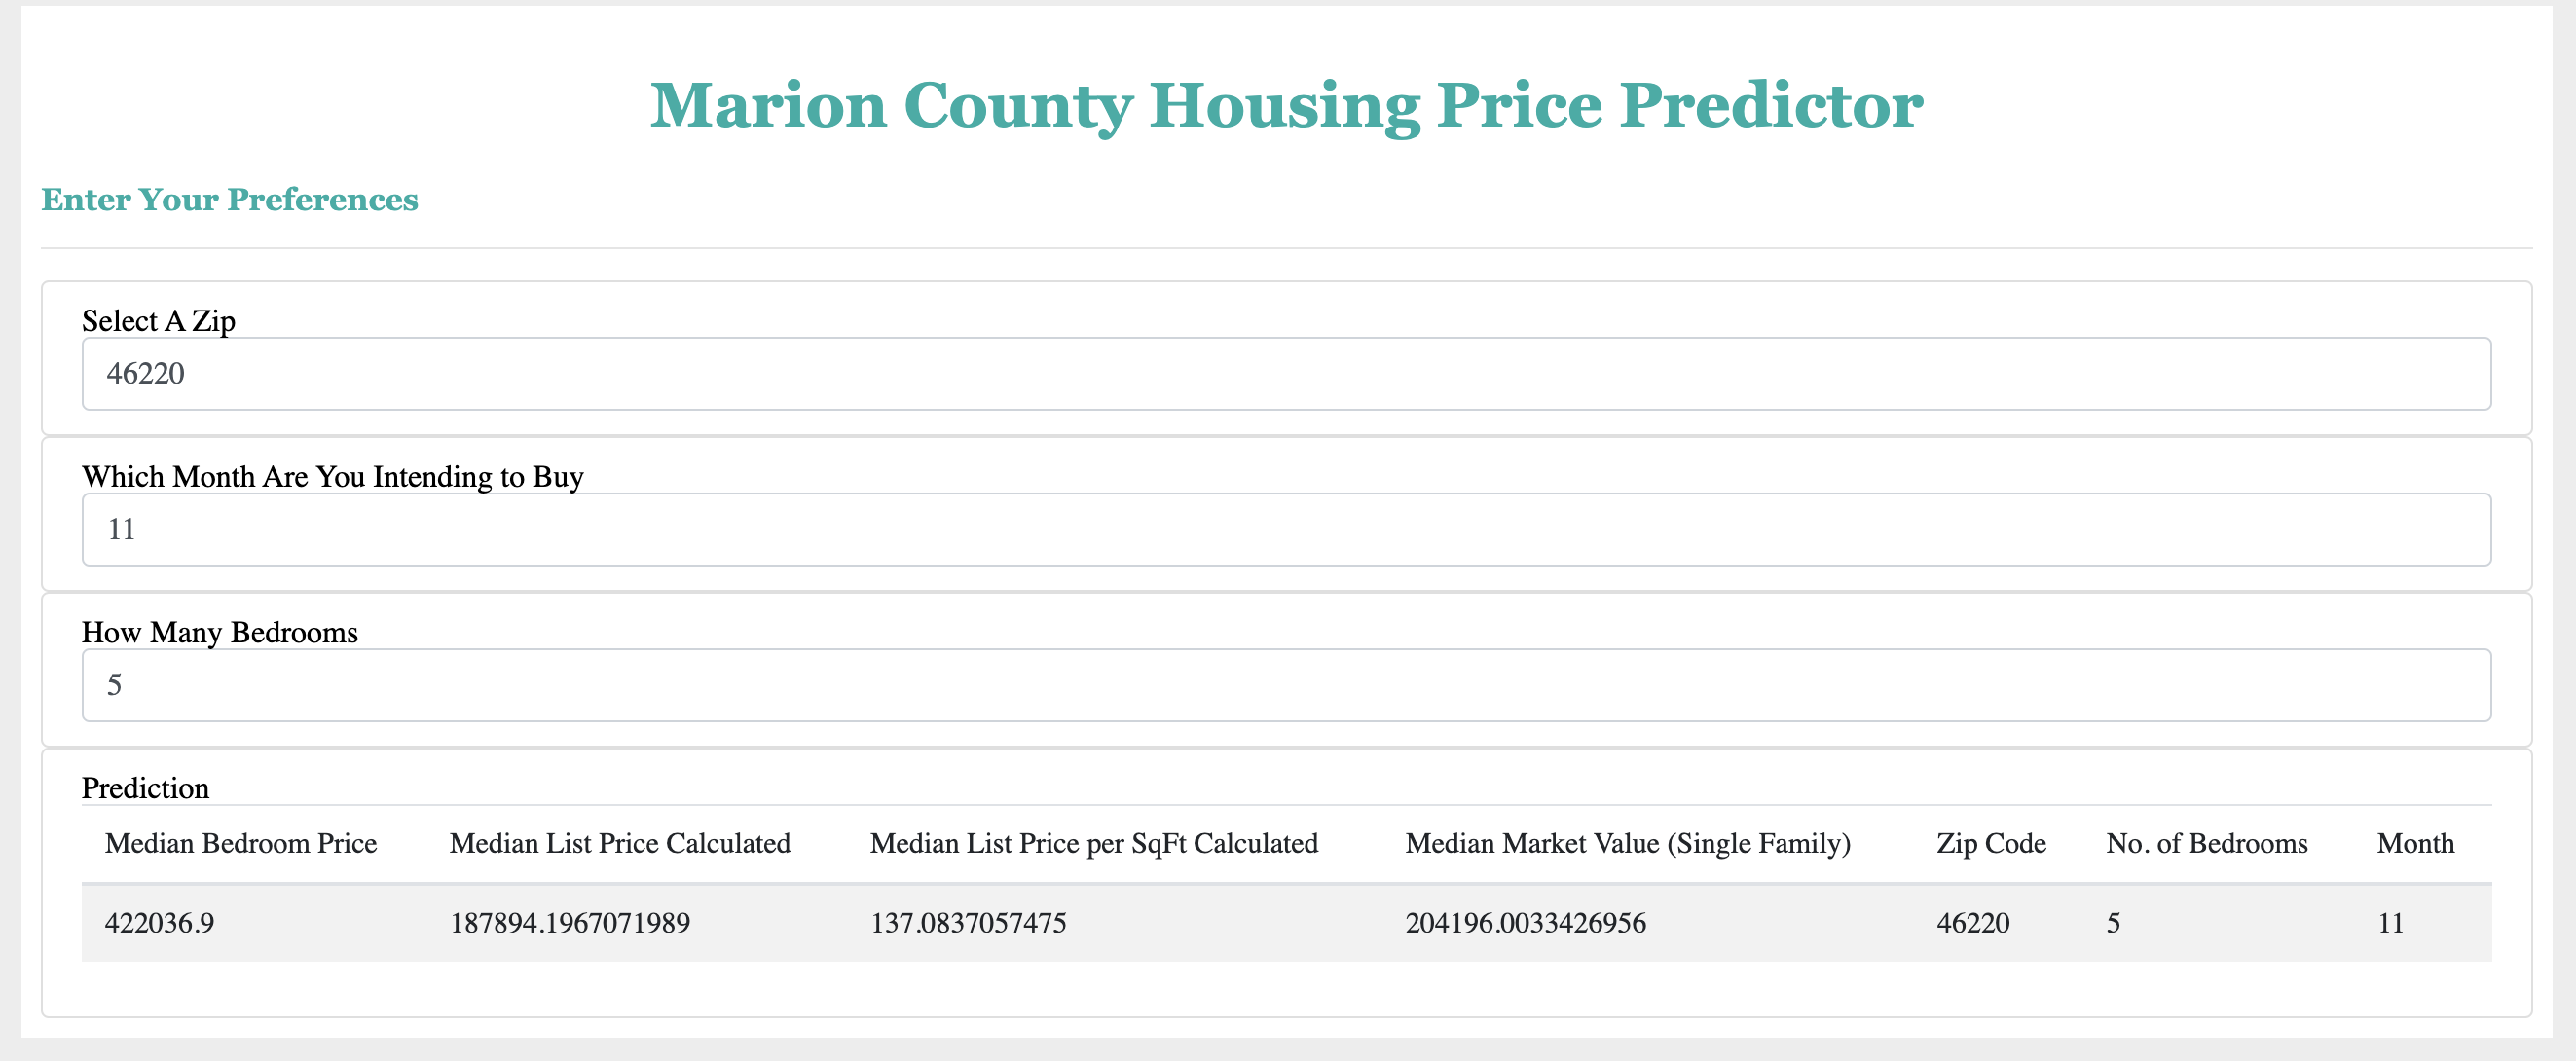 Marion County Housing Price Predictor
Enter Your Preferences
Select A Zip
46220
Which Month Are You Intending to Buy
11
How Many Bedrooms
5
Prediction
Median Bedroom Price Median List Price Calculated Median List Price per SqFt Calculated Median Market Value (Single Family) Zip Code No. of Bedrooms Month
422036.9 187894.1967071989 137.0837057475 204196.0033426956 46220 5 11